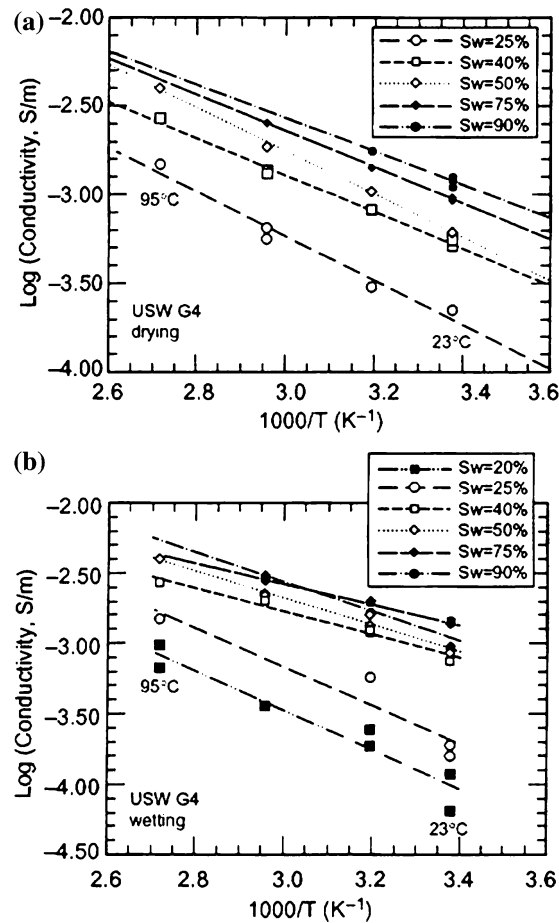 (a)
Log (Conductivity, S/m)
-2.00
-2.50
-3.00
-3.50
-4.00
Sw=25%
Sw=40%
Sw=50%
Sw=75%
Sw=90%
95°C
USW G4
drying
23°C
2.6
2.8
3.0
3.2
3.4
3.6
1000/T (K⁻¹)
(b)
Log (Conductivity, S/m)
-2.00
-2.50
-3.00
-3.50
-4.00
-4.50
Sw=20%
Sw=25%
Sw=40%
Sw=50%
Sw=75%
Sw=90%
95°C
USW G4
wetting
23°C
2.6
2.8
3.0
3.2
3.4
3.6
1000/T (K⁻¹)